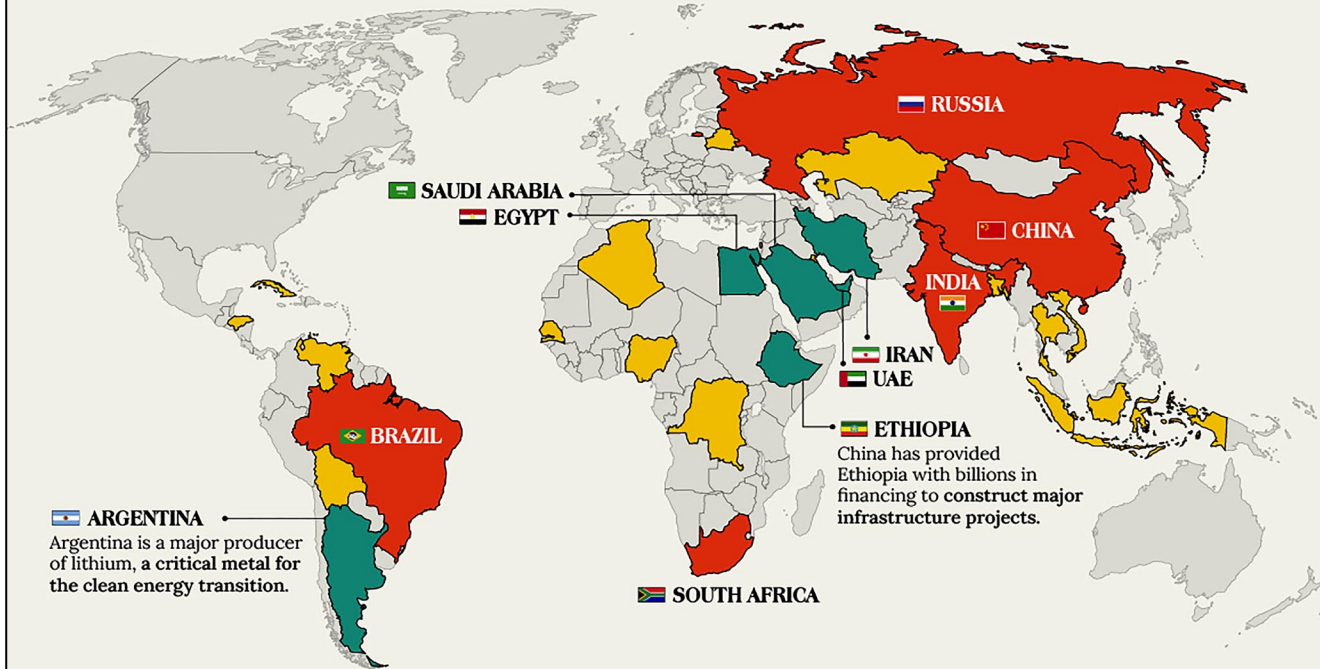 RUSSIA
SAUDI ARABIA
EGYPT
CHINA
INDIA
IRAN
UAE
BRAZIL
ETHIOPIA
China has provided
Ethiopia with billions in
financing to construct major
infrastructure projects.
ARGENTINA
Argentina is a major producer
of lithium, a critical metal for
the clean energy transition.
SOUTH AFRICA